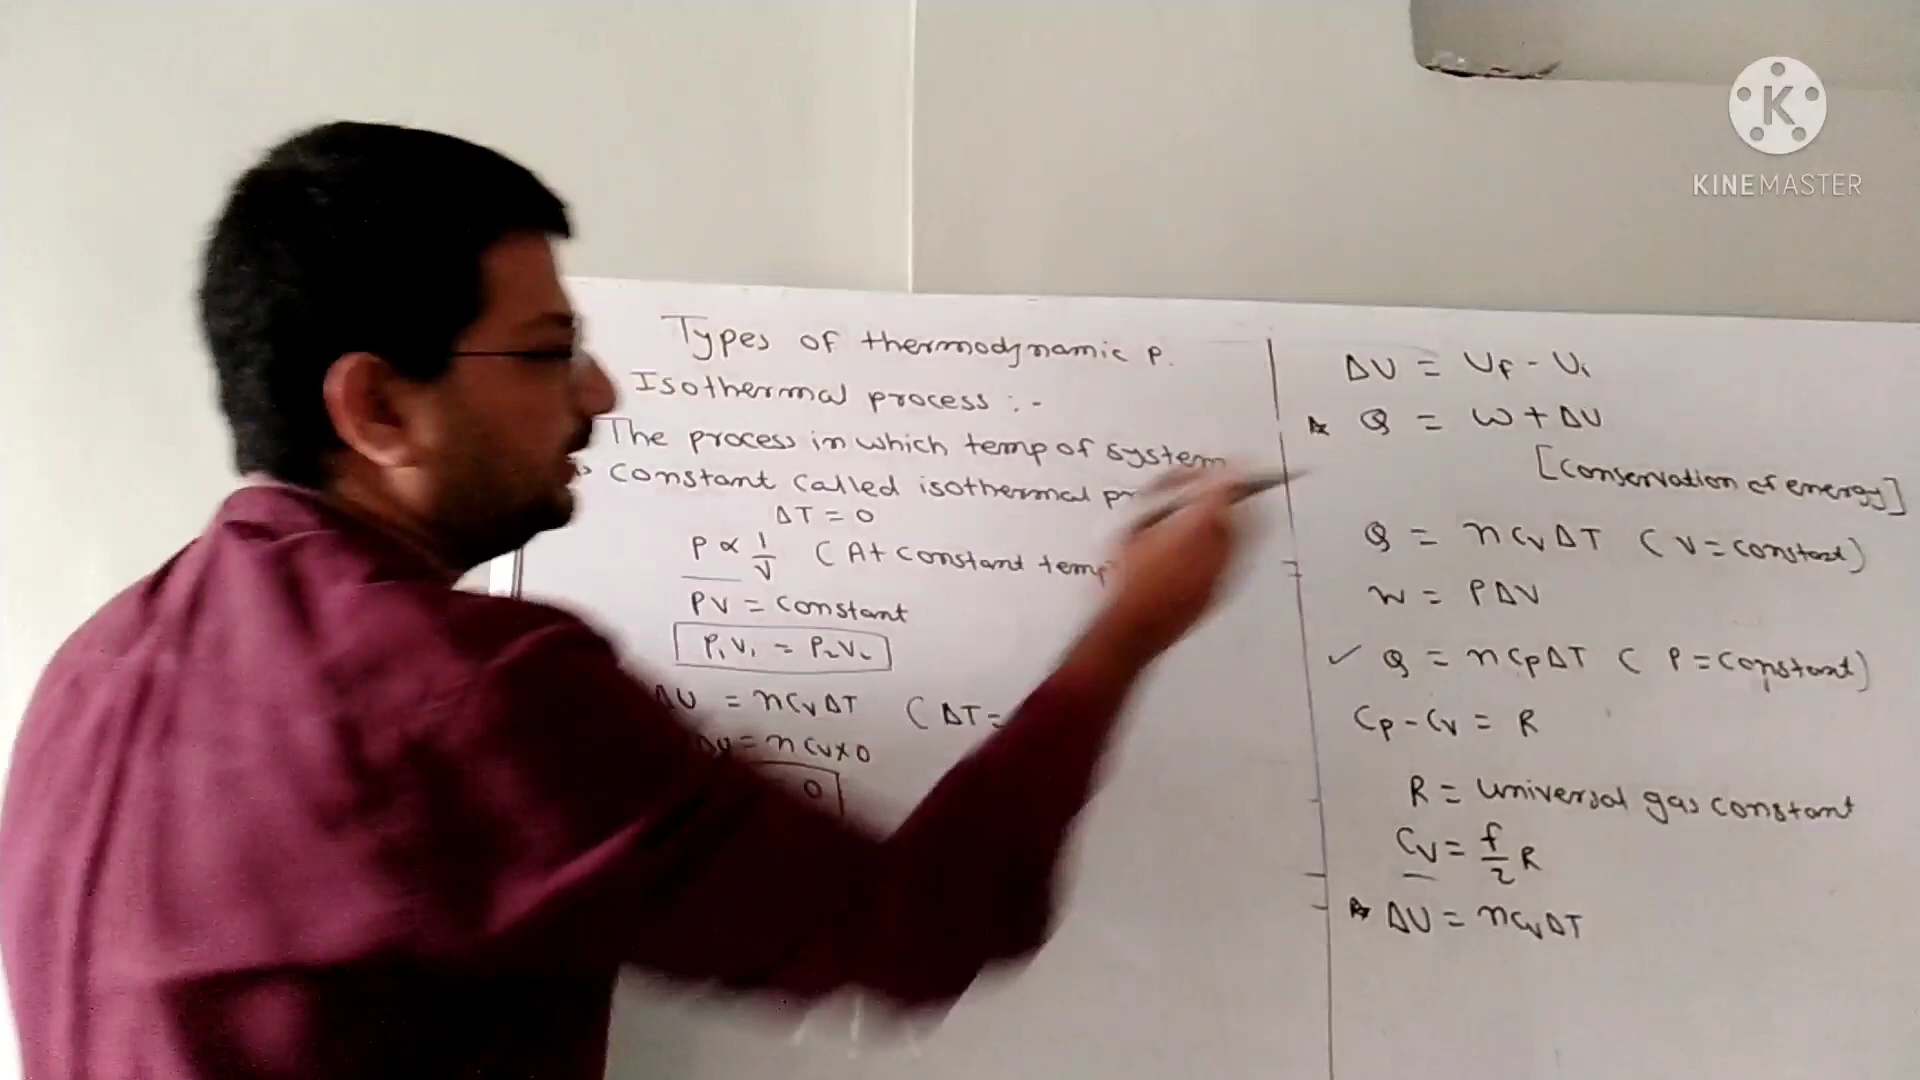 Types of thermodynamic p.
Isothermal process :-
The process in which temp of system
constant called isothermal
ΔT = 0
P ∝ 1/V (At constant temp
PV = constant
P₁V₁ = P₂V₂
ΔU = nCvΔT (ΔT=
ΔU = nCv×0
0
ΔU = Uf - Ui
Q = W + ΔU
[Conservation of energy]
Q = nCvΔT (V=constant)
W = PΔV
✓ Q = nCpΔT (P=constant)
Cp - Cv = R
R = universal gas constant
Cv = f/2 R
ΔU = nCvΔT
K
KINEMASTER